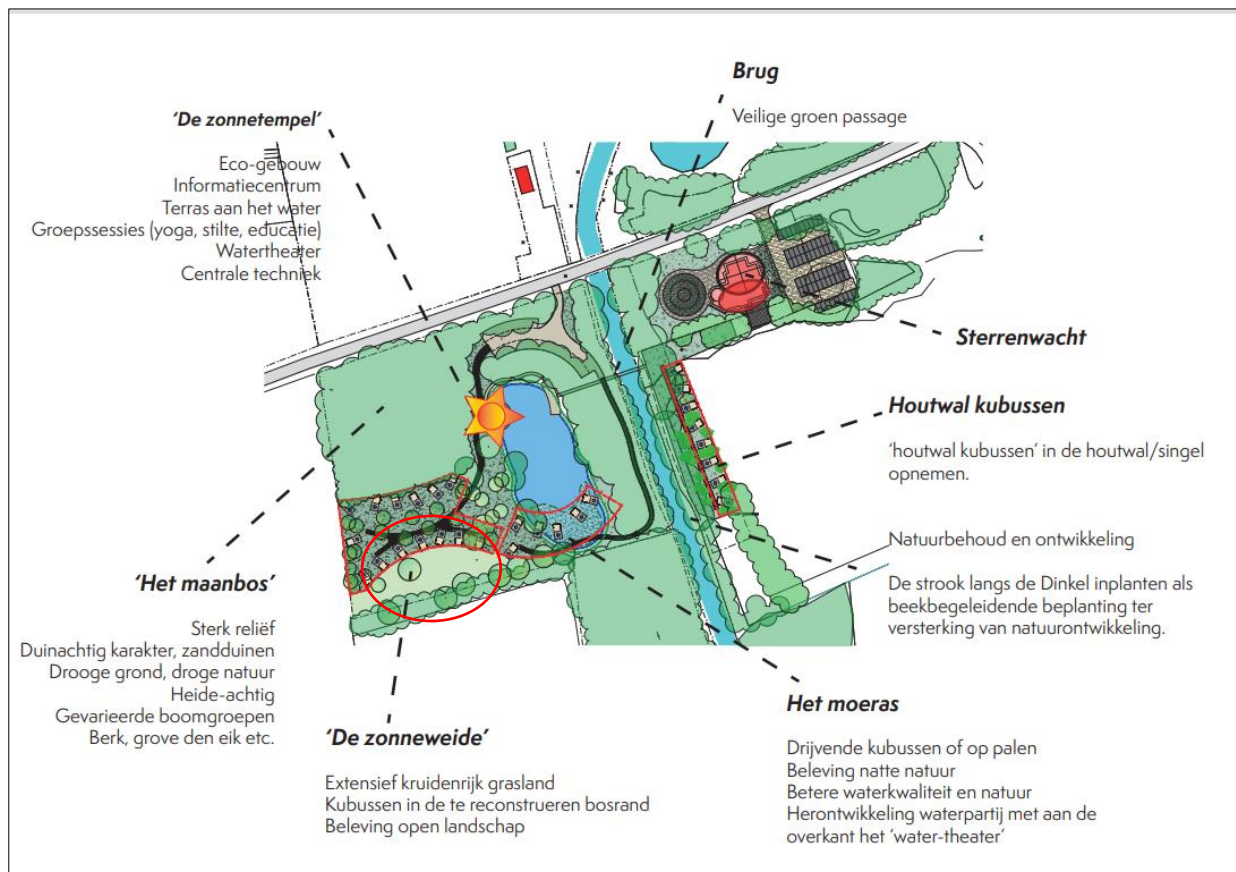 Brug
Veilige groen passage
'De zonnetempel'
Eco-gebouw
Informatiecentrum
Terras aan het water
Groepssessies (yoga, stilte, educatie)
Watertheater
Centrale techniek
Sterrenwacht
Houtwal kubussen
'houtwal kubussen' in de houtwal/singel
opnemen.
Natuurbehoud en ontwikkeling
De strook langs de Dinkel inplanten als
beekbegeleidende beplanting ter
versterking van natuurontwikkeling.
'Het maanbos'
Sterk reliëf
Duinachtig karakter, zandduinen
Drooge grond, droge natuur
Heide-achtig
Gevarieerde boomgroepen
Berk, grove den eik etc.
'De zonneweide'
Extensief kruidenrijk grasland
Kubussen in de te reconstrueren bosrand
Beleving open landschap
Het moeras
Drijvende kubussen of op palen
Beleving natte natuur
Betere waterkwaliteit en natuur
Herontwikkeling waterpartij met aan de
overkant het 'water-theater'